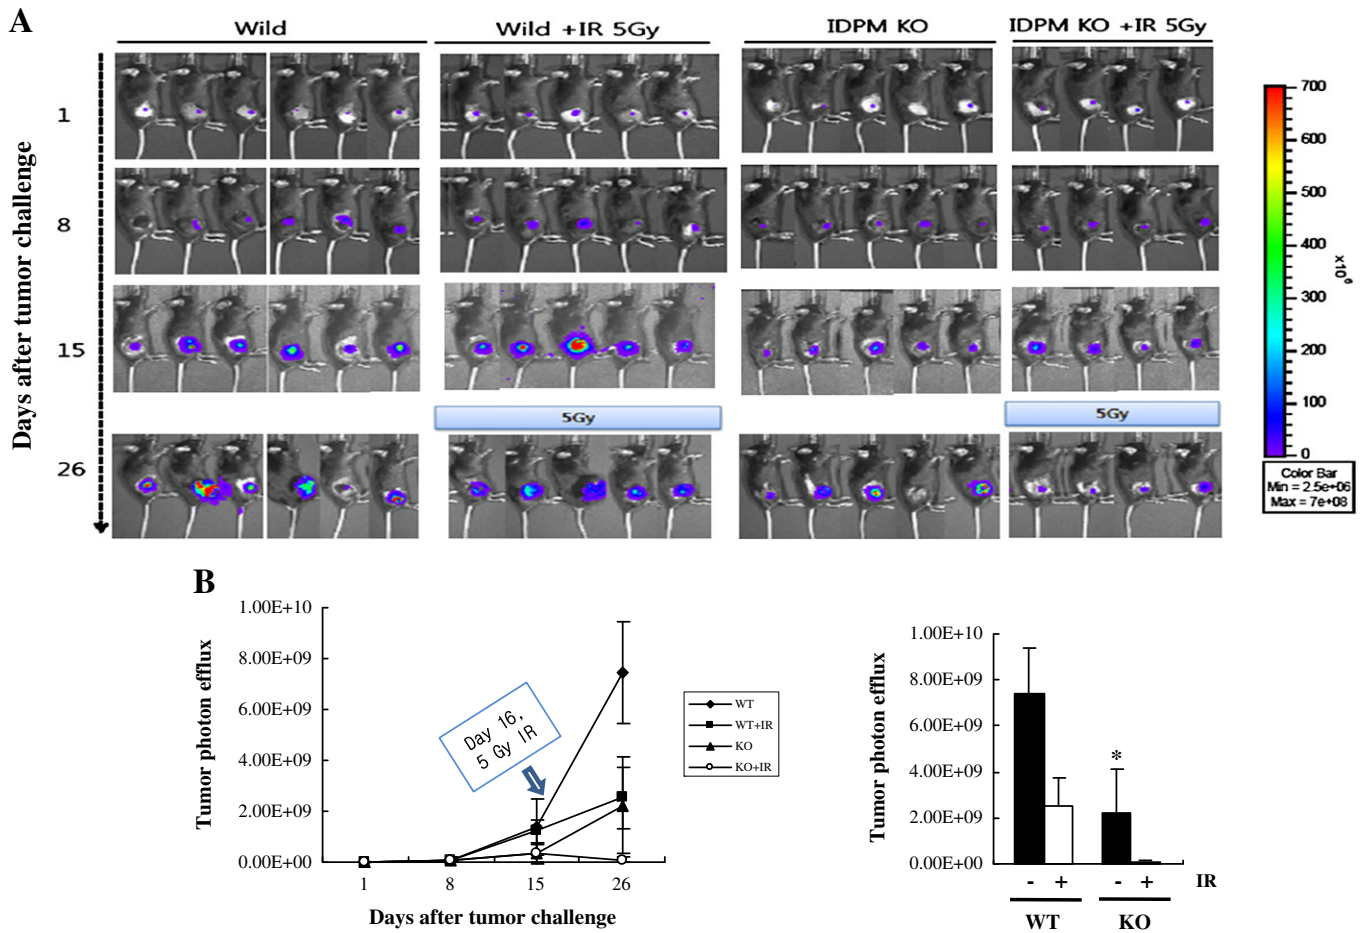 A
Wild
Wild +IR 5Gy
IDPM KO
IDPM KO +IR 5Gy
Days after tumor challenge
1
8
15
26
5Gy
5Gy
700
600
500
400
300
200
100
0
x10⁶
Color Bar
Min = 2.5e+06
Max = 7e+08
B
Tumor photon efflux
1.00E+10
8.00E+09
6.00E+09
4.00E+09
2.00E+09
0.00E+00
Day 16,
5 Gy IR
1
8
15
26
Days after tumor challenge
WT
WT+IR
KO
KO+IR
Tumor photon efflux
1.00E+10
8.00E+09
6.00E+09
4.00E+09
2.00E+09
0.00E+00
*
- + - + IR
WT
KO